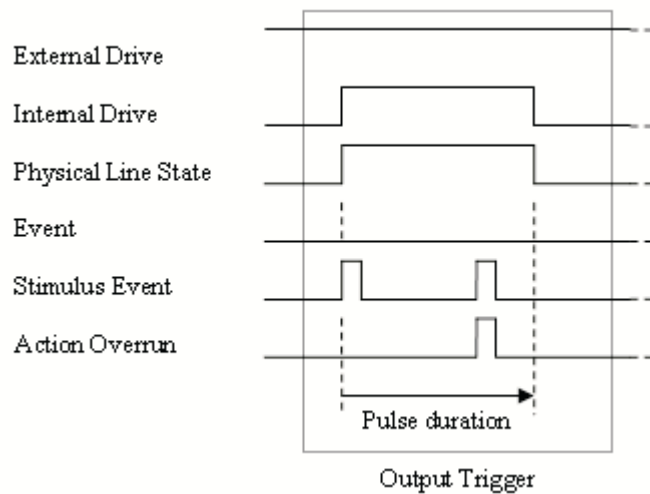 External Drive
Internal Drive
Physical Line State
Event
Stimulus Event
Action Overrun
Pulse duration
Output Trigger